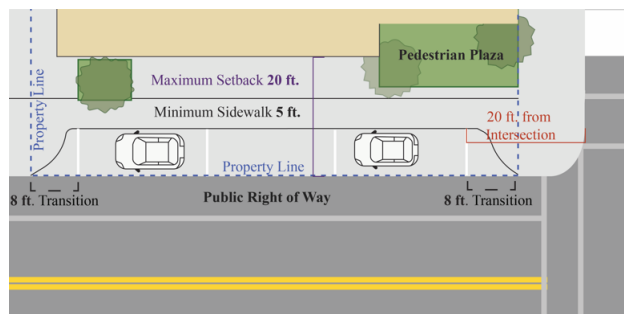 Pedestrian Plaza
Property Line
Maximum Setback 20 ft.
Minimum Sidewalk 5 ft.
20 ft. from
Intersection
Property Line
8 ft. Transition
Public Right of Way
8 ft. Transition